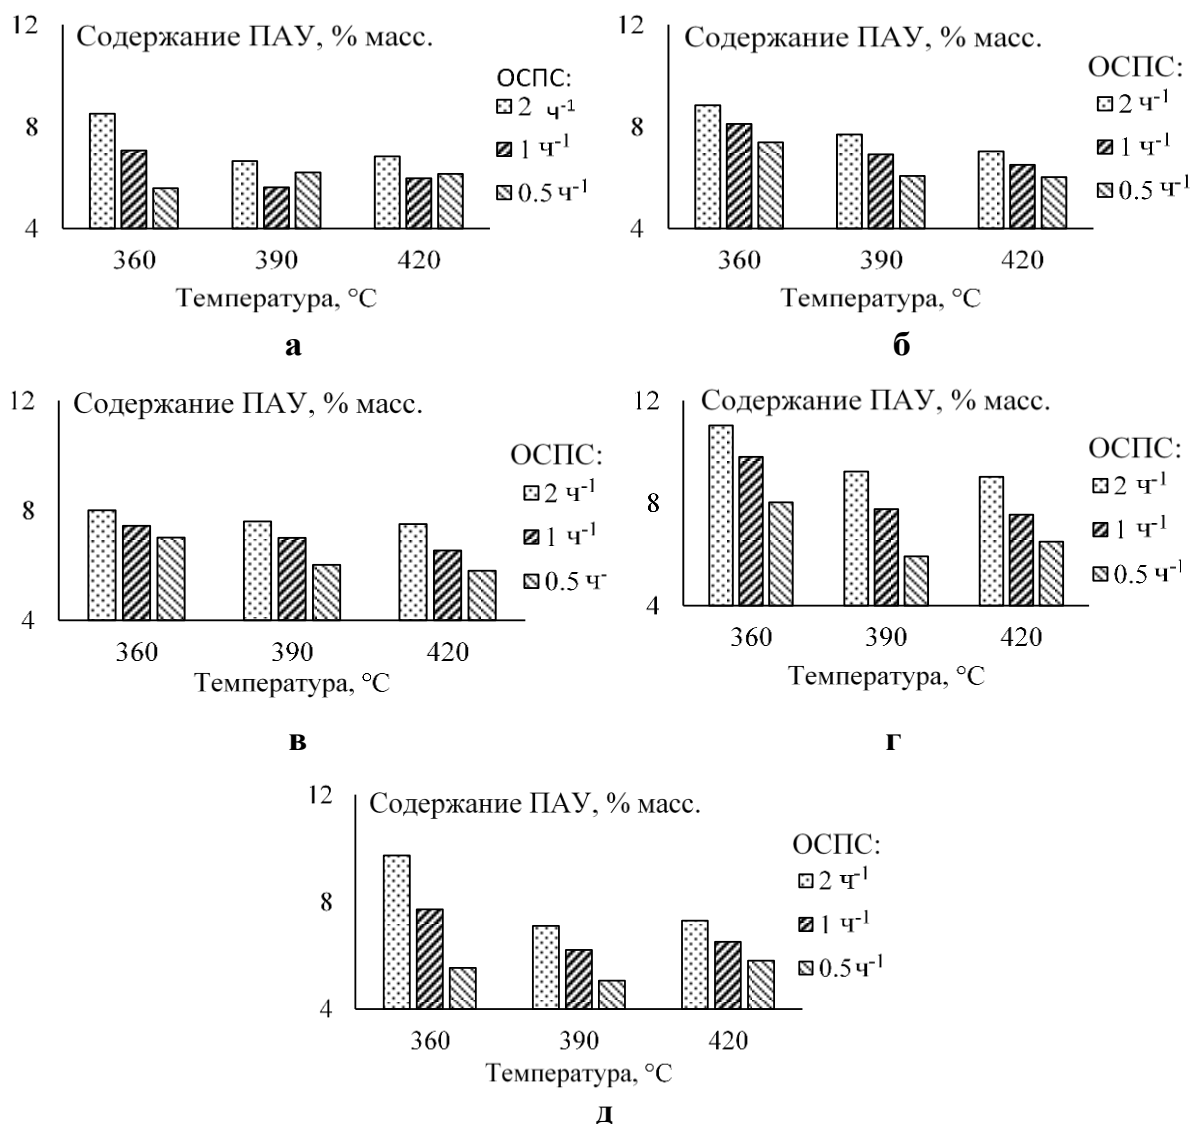 12
Содержание ПАУ, % масс.
ОСПС:
2 ч-1
8
1 ч-1
0.5 ч-1
4
360 390 420
Температура, °С
а
12
Содержание ПАУ, % масс.
ОСПС:
2 ч-1
8
1 ч-1
0.5 ч-1
4
360 390 420
Температура, °С
б
12
Содержание ПАУ, % масс.
ОСПС:
2 ч-1
8
1 ч-1
0.5 ч-
4
360 390 420
Температура, °С
в
12
Содержание ПАУ, % масс.
ОСПС:
2 ч-1
8
1 ч-1
0.5 ч-1
4
360 390 420
Температура, °С
г
12
Содержание ПАУ, % масс.
ОСПС:
2 ч-1
8
1 ч-1
0.5 ч-1
4
360 390 420
Температура, °С
д